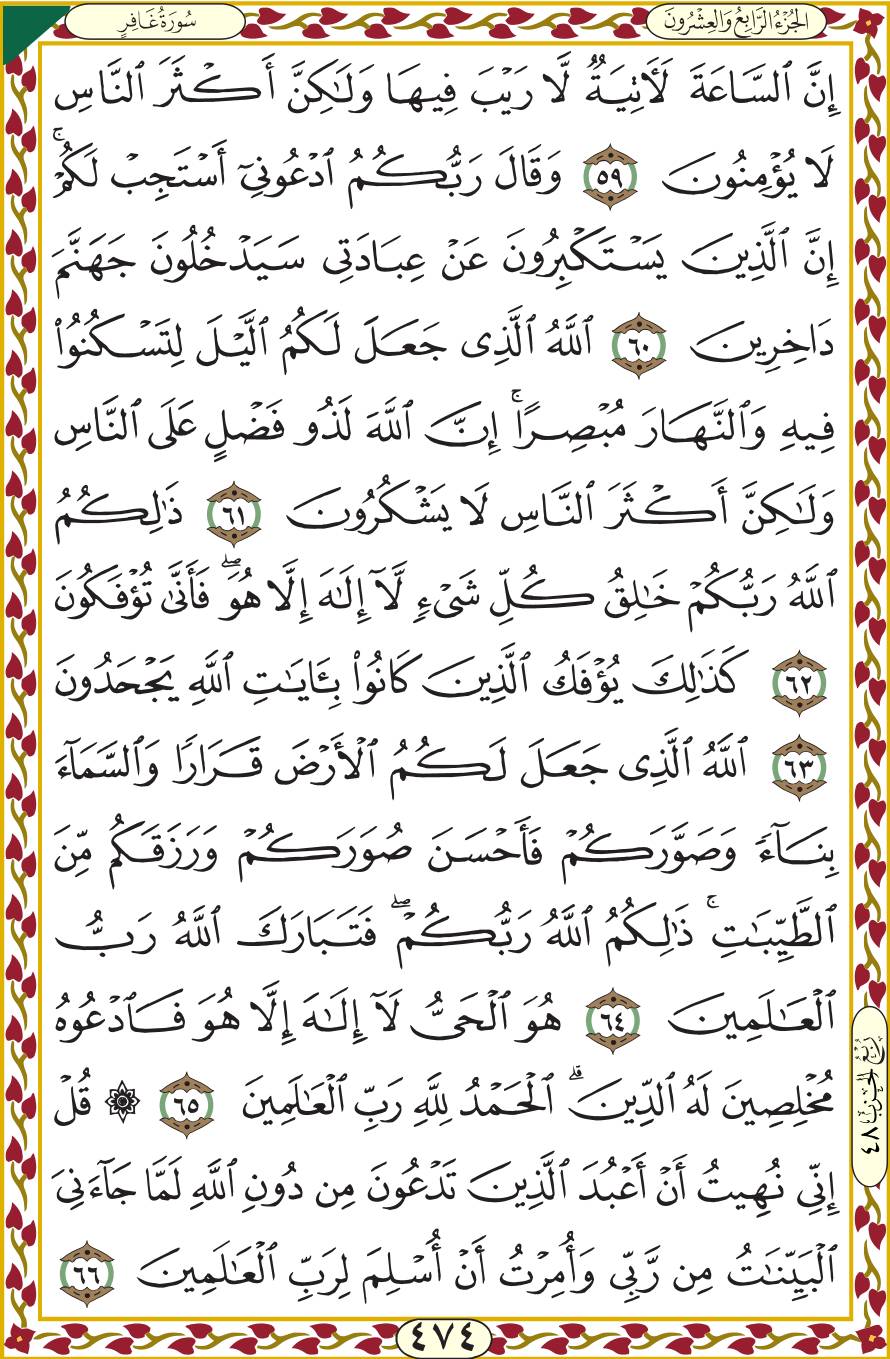 الجُزْءُ الرَّابِعُ وَالعِشْرُونَ
سُورَةُ غَافِرٍ
إِنَّ ٱلسَّاعَةَ لَأٓتِيَةٌ لَّا رَيْبَ فِيهَا وَلَٰكِنَّ أَكْثَرَ ٱلنَّاسِ
لَا يُؤْمِنُونَ ٥٩ وَقَالَ رَبُّكُمُ ٱدْعُونِىٓ أَسْتَجِبْ لَكُمْ ۚ
إِنَّ ٱلَّذِينَ يَسْتَكْبِرُونَ عَنْ عِبَادَتِى سَيَدْخُلُونَ جَهَنَّمَ
دَاخِرِينَ ٦٠ ٱللَّهُ ٱلَّذِى جَعَلَ لَكُمُ ٱلَّيْلَ لِتَسْكُنُوا۟
فِيهِ وَٱلنَّهَارَ مُبْصِرًا ۚ إِنَّ ٱللَّهَ لَذُو فَضْلٍ عَلَى ٱلنَّاسِ
وَلَٰكِنَّ أَكْثَرَ ٱلنَّاسِ لَا يَشْكُرُونَ ٦١ ذَٰلِكُمُ
ٱللَّهُ رَبُّكُمْ خَٰلِقُ كُلِّ شَىْءٍ لَّآ إِلَٰهَ إِلَّا هُوَ ۖ فَأَنَّىٰ تُؤْفَكُونَ
٦٢ كَذَٰلِكَ يُؤْفَكُ ٱلَّذِينَ كَانُوا۟ بِـَٔايَٰتِ ٱللَّهِ يَجْحَدُونَ
٦٣ ٱللَّهُ ٱلَّذِى جَعَلَ لَكُمُ ٱلْأَرْضَ قَرَارًا وَٱلسَّمَآءَ
بِنَآءً وَصَوَّرَكُمْ فَأَحْسَنَ صُوَرَكُمْ وَرَزَقَكُم مِّنَ
ٱلطَّيِّبَٰتِ ۚ ذَٰلِكُمُ ٱللَّهُ رَبُّكُمْ ۖ فَتَبَارَكَ ٱللَّهُ رَبُّ
ٱلْعَٰلَمِينَ ٦٤ هُوَ ٱلْحَىُّ لَآ إِلَٰهَ إِلَّا هُوَ فَٱدْعُوهُ
مُخْلِصِينَ لَهُ ٱلدِّينَ ۗ ٱلْحَمْدُ لِلَّهِ رَبِّ ٱلْعَٰلَمِينَ ٦٥ ۞ قُلْ
إِنِّى نُهِيتُ أَنْ أَعْبُدَ ٱلَّذِينَ تَدْعُونَ مِن دُونِ ٱللَّهِ لَمَّا جَآءَنِىَ
ٱلْبَيِّنَٰتُ مِن رَّبِّى وَأُمِرْتُ أَنْ أُسْلِمَ لِرَبِّ ٱلْعَٰلَمِينَ ٦٦
رُبْعُ الحِزْبِ ٤٨
٤٧٤